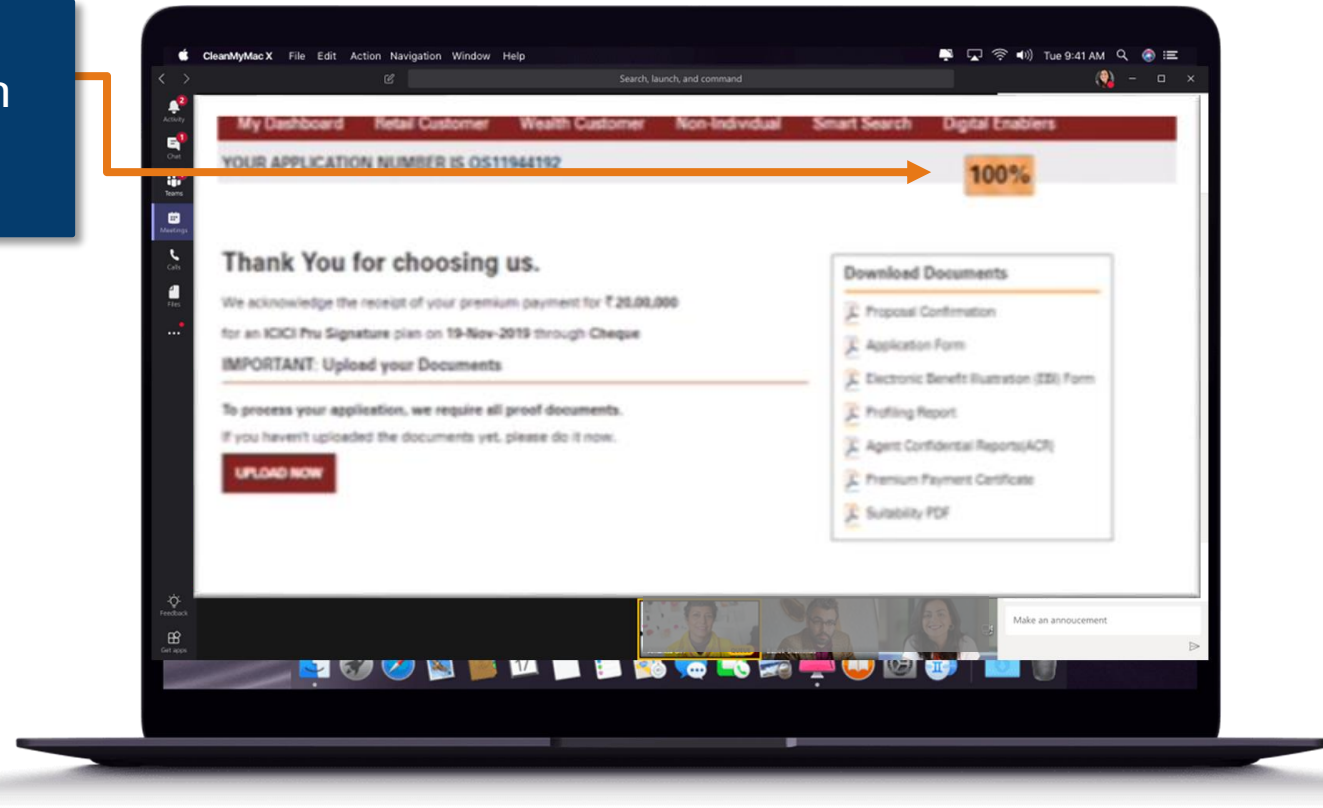 n
CleanMyMac X File Edit Action Navigation Window Help
Tue 9:41 AM
Search, launch, and command
2
Activity
1
Chat
Teams
Meetings
Calls
Files
Feedback
Get apps
My Dashboard Retail Customer Wealth Customer Non-Individual Smart Search Digital Enablers
YOUR APPLICATION NUMBER IS OS11944192
100%
Thank You for choosing us.
We acknowledge the receipt of your premium payment for ₹ 20,00,000
for an ICICI Pru Signature plan on 19-Nov-2019 through Cheque
IMPORTANT: Upload your Documents
To process your application, we require all proof documents.
If you haven't uploaded the documents yet, please do it now.
UPLOAD NOW
Download Documents
Proposal Confirmation
Application Form
Electronic Benefit Illustration (EBI) Form
Profiling Report
Agent Confidential Reports(ACR)
Premium Payment Certificate
Suitability PDF
Make an annoucement
17